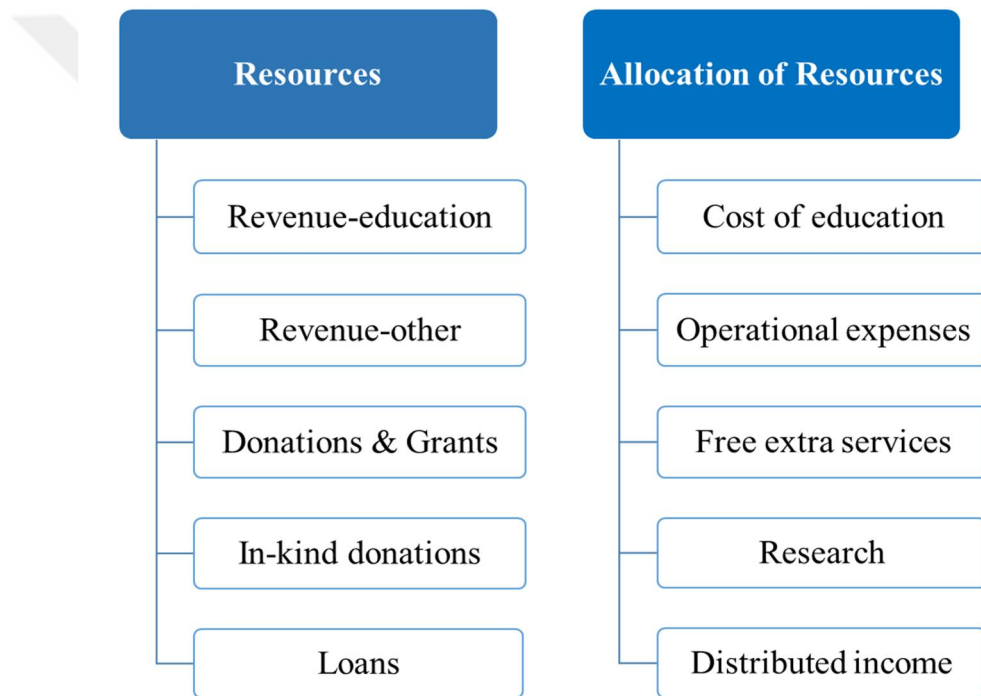 Resources
Revenue-education
Revenue-other
Donations & Grants
In-kind donations
Loans
Allocation of Resources
Cost of education
Operational expenses
Free extra services
Research
Distributed income